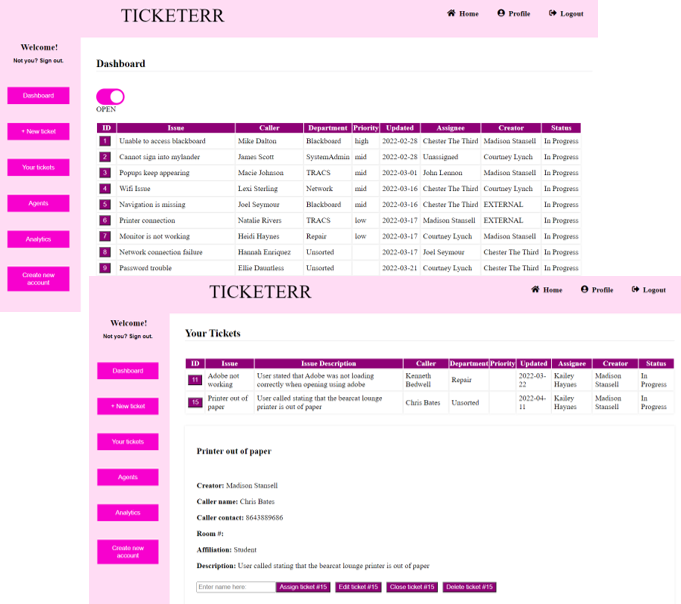 TICKETERR
Home Profile Logout
Welcome!
Not you? Sign out.
Dashboard
+ New ticket
Your tickets
Agents
Analytics
Create new
account
Dashboard
OPEN
ID Issue Caller Department Priority Updated Assignee Creator Status
1 Unable to access blackboard Mike Dalton Blackboard high 2022-02-28 Chester The Third Madison Stansell In Progress
2 Cannot sign into mylander James Scott SystemAdmin mid 2022-02-28 Unassigned Courtney Lynch In Progress
3 Popups keep appearing Macie Johnson TRACS mid 2022-03-01 John Lennon Madison Stansell In Progress
4 Wifi Issue Lexi Sterling Network mid 2022-03-16 Chester The Third Courtney Lynch In Progress
5 Navigation is missing Joel Seymour Blackboard mid 2022-03-16 Chester The Third EXTERNAL In Progress
6 Printer connection Natalie Rivers TRACS low 2022-03-17 Madison Stansell EXTERNAL In Progress
7 Monitor is not working Heidi Haynes Repair low 2022-03-17 Courtney Lynch Madison Stansell In Progress
8 Network connection failure Hannah Enriquez Unsorted 2022-03-17 Joel Seymour Chester The Third In Progress
9 Password trouble Ellie Dauntless Unsorted 2022-03-21 Courtney Lynch Chester The Third In Progress
TICKETERR
Home Profile Logout
Welcome!
Not you? Sign out.
Dashboard
+ New ticket
Your tickets
Agents
Analytics
Create new
account
Your Tickets
ID Issue Issue Description Caller Department Priority Updated Assignee Creator Status
11 Adobe not working User stated that Adobe was not loading correctly when opening using adobe Kenneth Bedwell Repair 2022-03-22 Kailey Haynes Madison Stansell In Progress
15 Printer out of paper User called stating that the bearcat lounge printer is out of paper Chris Bates Unsorted 2022-04-11 Kailey Haynes Madison Stansell In Progress
Printer out of paper
Creator: Madison Stansell
Caller name: Chris Bates
Caller contact: 8643889686
Room #:
Affiliation: Student
Description: User called stating that the bearcat lounge printer is out of paper
Enter name here: Assign ticket #15 Edit ticket #15 Close ticket #15 Delete ticket #15